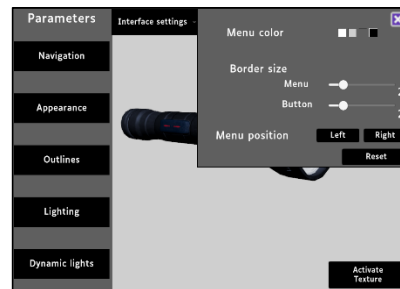 Parameters
Interface settings -
Menu color
Navigation
Border size
Menu
Appearance
Button
Menu position
Left
Right
Outlines
Reset
Lighting
Dynamic lights
Activate
Texture